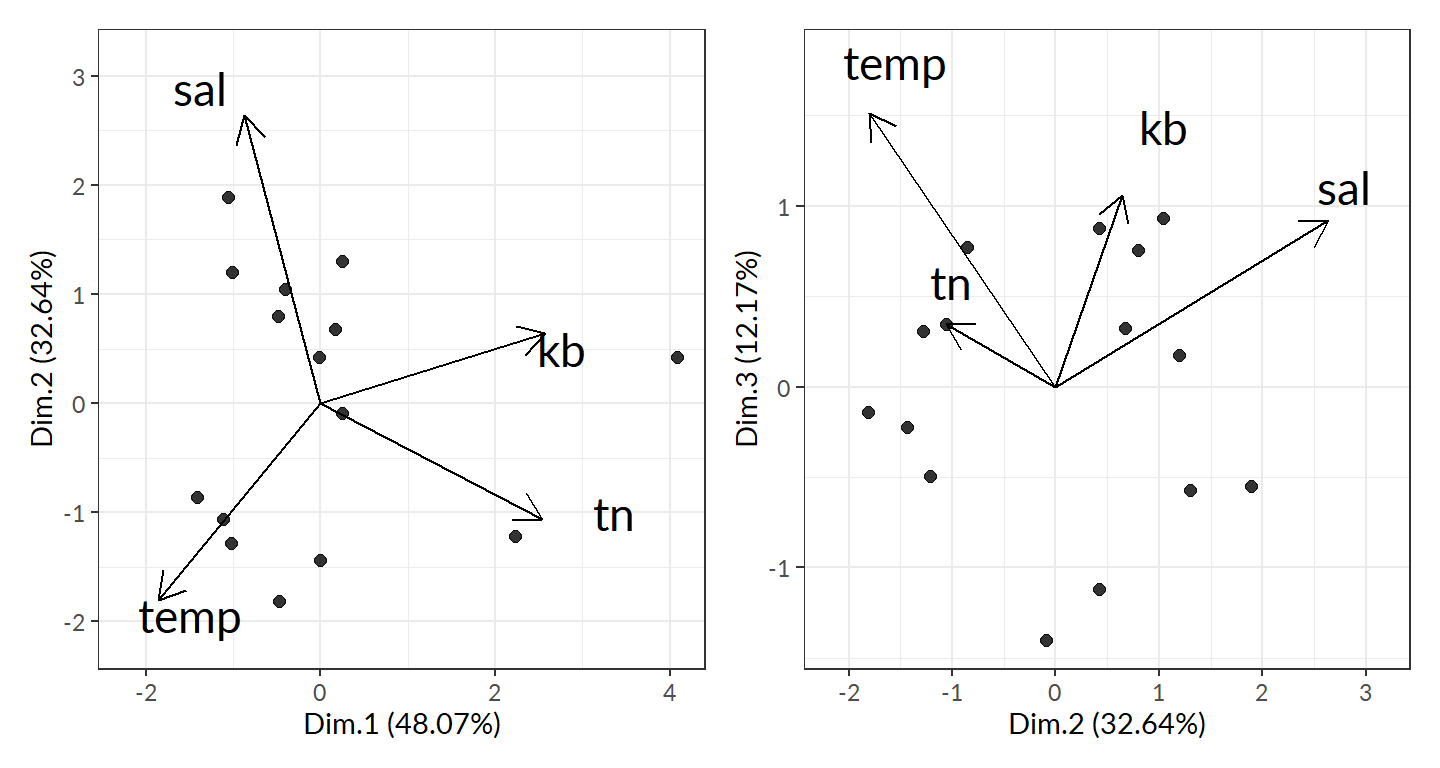 sal
kb
tn
temp
3
2
1
0
-1
-2
-2
0
2
4
Dim.2 (32.64%)
Dim.1 (48.07%)
temp
kb
sal
tn
1
0
-1
-2
-1
0
1
2
3
Dim.3 (12.17%)
Dim.2 (32.64%)